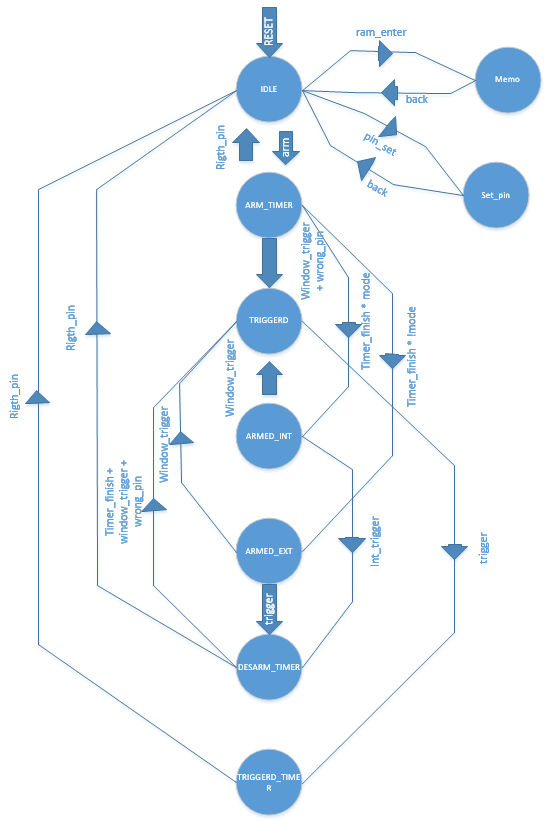 RESET
ram_enter
IDLE
Memo
back
pin_set
Rigth_pin
arm
back
Set_pin
ARM_TIMER
Window_trigger
+ wrong_pin
Timer_finish * mode
Timer_finish * !mode
TRIGGERD
Rigth_pin
Rigth_pin
Window_trigger
Window_trigger
ARMED_INT
Timer_finish +
window_trigger +
wrong_pin
Int_trigger
trigger
ARMED_EXT
trigger
DESARM_TIMER
TRIGGERD_TIME
R